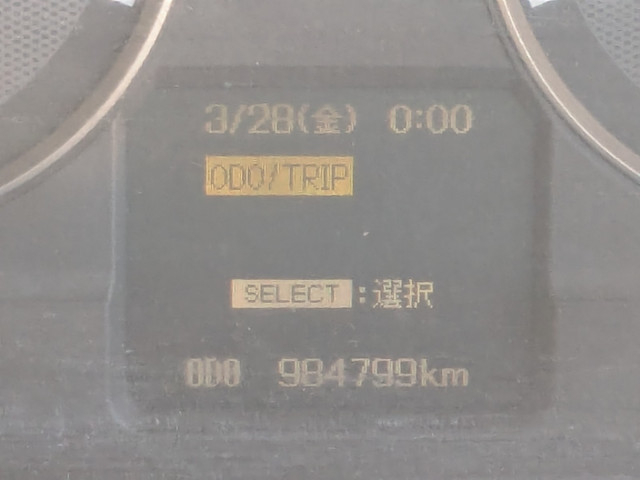 3/28(金) 0:00
ODO/TRIP
SELECT:選択
ODO 984799km